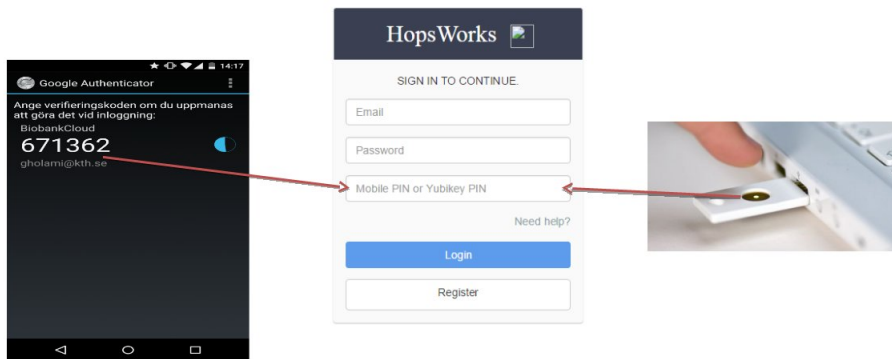 14:17
Google Authenticator
Ange verifieringskoden om du uppmanas
att göra det vid inloggning:
BiobankCloud
671362
gholami@kth.se
HopsWorks
SIGN IN TO CONTINUE.
Email
Password
Mobile PIN or Yubikey PIN
Need help?
Login
Register